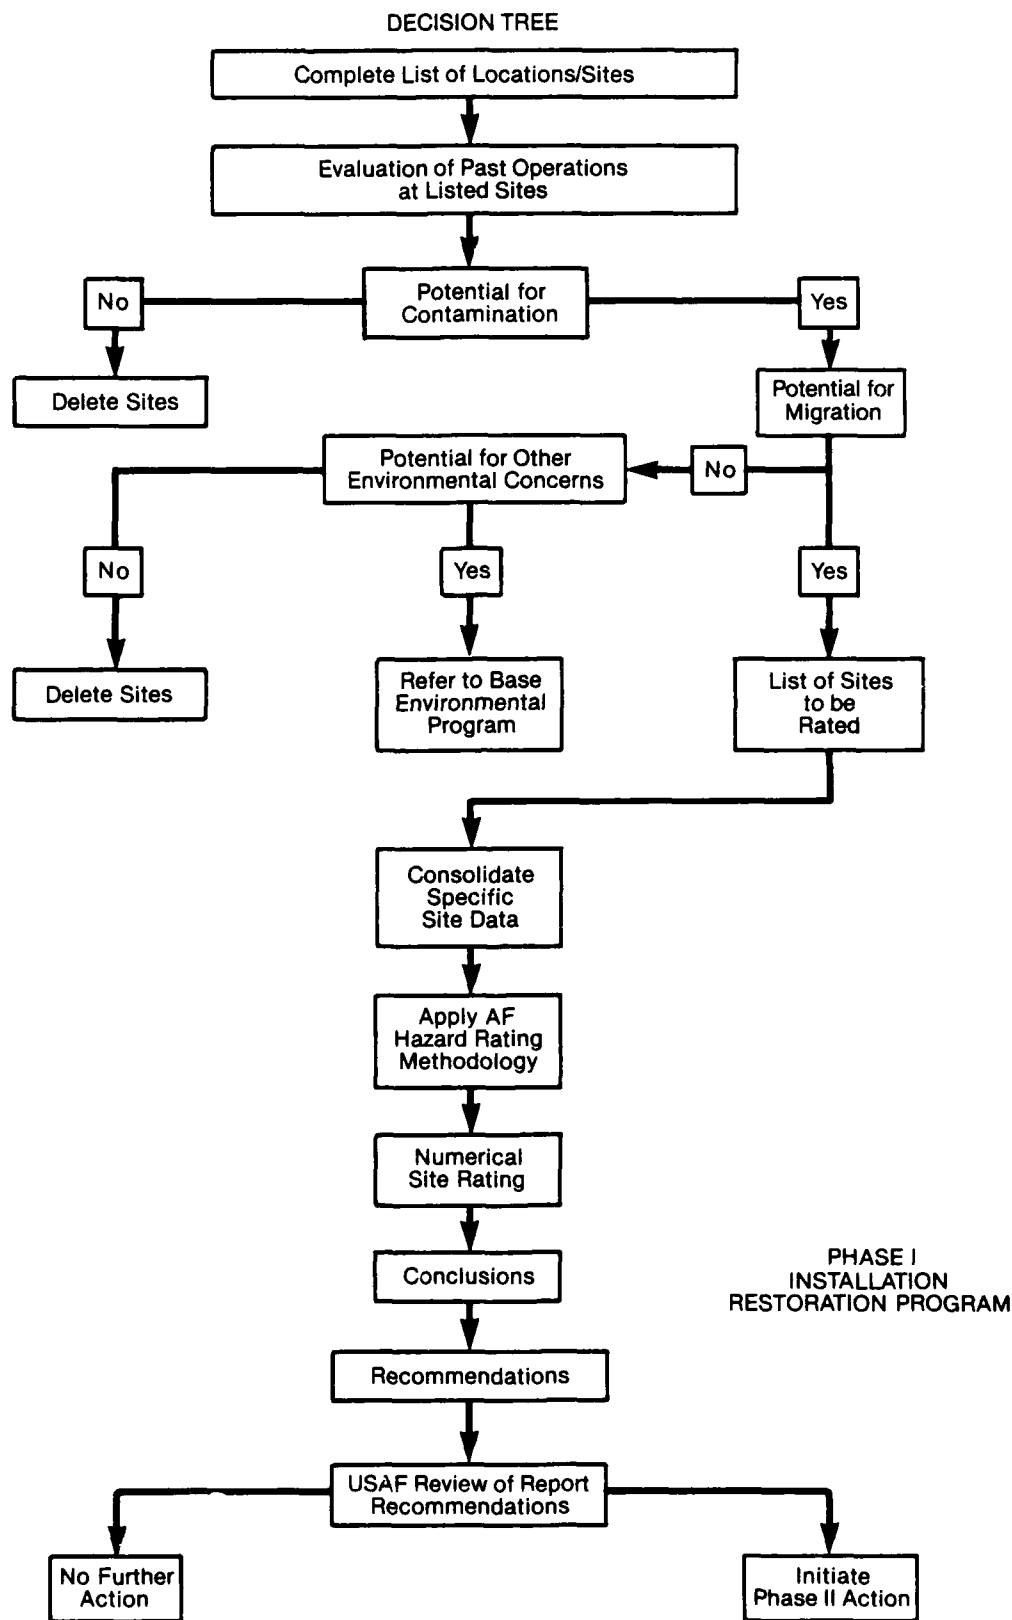 DECISION TREE
Complete List of Locations/Sites
Evaluation of Past Operations
at Listed Sites
No
Potential for
Contamination
Yes
Delete Sites
Potential for
Migration
Potential for Other
Environmental Concerns
No
No
Yes
Yes
Delete Sites
Refer to Base
Environmental
Program
List of Sites
to be
Rated
Consolidate
Specific
Site Data
Apply AF
Hazard Rating
Methodology
Numerical
Site Rating
Conclusions
PHASE I
INSTALLATION
RESTORATION PROGRAM
Recommendations
USAF Review of Report
Recommendations
No Further
Action
Initiate
Phase II Action